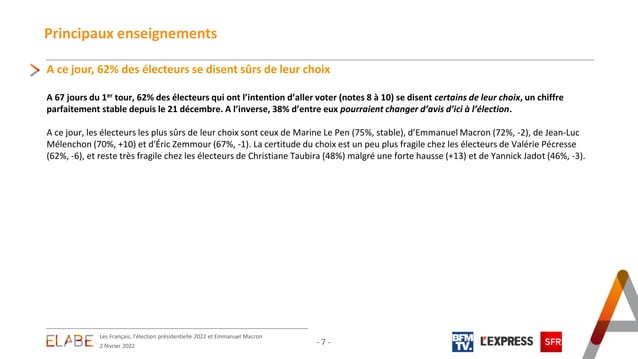 Principaux enseignements
A ce jour, 62% des électeurs se disent sûrs de leur choix
A 67 jours du 1er tour, 62% des électeurs qui ont l'intention d'aller voter (notes 8 à 10) se disent certains de leur choix, un chiffre
parfaitement stable depuis le 21 décembre. A l'inverse, 38% d'entre eux pourraient changer d'avis d'ici à l'élection.
A ce jour, les électeurs les plus sûrs de leur choix sont ceux de Marine Le Pen (75%, stable), d'Emmanuel Macron (72%, -2), de Jean-Luc
Mélenchon (70%, +10) et d'Éric Zemmour (67%, -1). La certitude du choix est un peu plus fragile chez les électeurs de Valérie Pécresse
(62%, -6), et reste très fragile chez les électeurs de Christiane Taubira (48%) malgré une forte hausse (+13) et de Yannick Jadot (46%, -3).
ELABE
Les Français, l'élection présidentielle 2022 et Emmanuel Macron
2 février 2022
- 7 -
BFM
TV.
L'EXPRESS
SFR